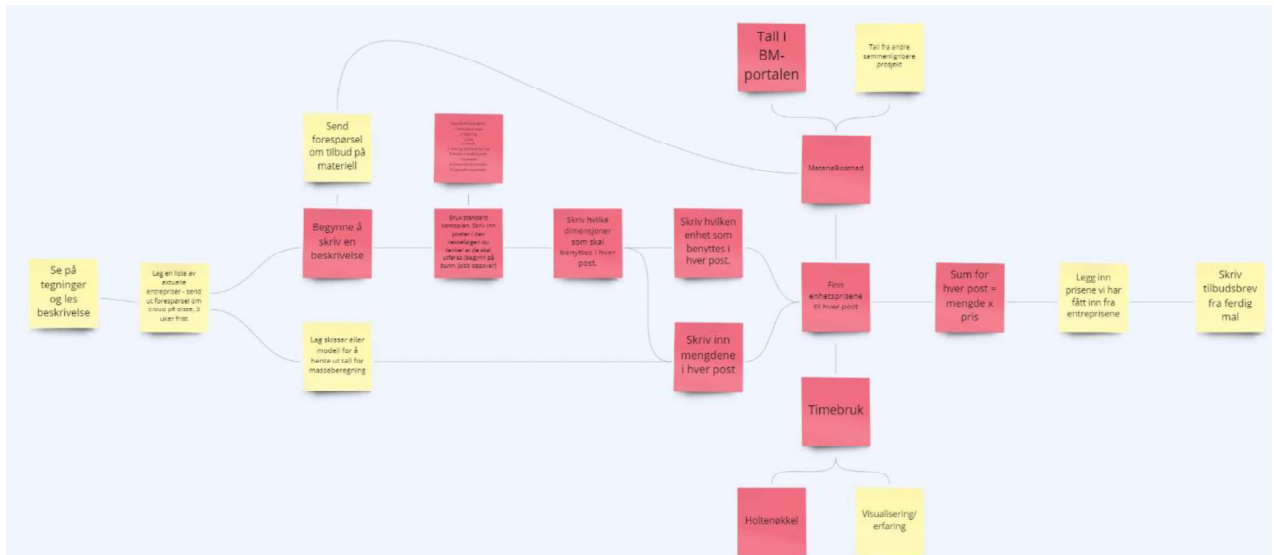 Tall i
BM-
portalen
Tall fra andre
sammenlignbare
prosjekt
Send
forespørsel
om tilbud på
materiell
Materialkostnad
Begynne å
skriv en
beskrivelse
Bruk standard
kontoplan. Skriv inn
poster i den
rekkefølgen du
tenker at de skal
utføres (begynn på
bunn, jobb oppover)
Skriv hvilke
dimensjoner
som skal
benyttes i hver
post.
Skriv hvilken
enhet som
benyttes i
hver post.
Se på
tegninger
og les
beskrivelse
Lag en liste av
aktuelle
entrepriser - send
ut forespørsel om
tilbud på disse, 3
uker frist
Finn
enhetsprisene
til hver post
Sum for
hver post =
mengde x
pris
Legg inn
prisene vi har
fått inn fra
entreprisene
Skriv
tilbudsbrev
fra ferdig
mal
Lag skisser eller
modell for å
hente ut tall for
masseberegning
Skriv inn
mengdene
i hver post
Timebruk
Holtenøkkel
Visualisering/
erfaring